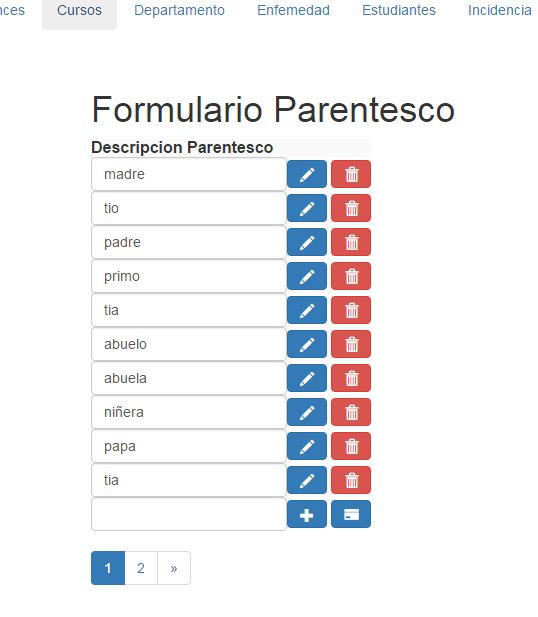 nces Cursos Departamento Enfemedad Estudiantes Incidencia
Formulario Parentesco
Descripcion Parentesco
madre
tio
padre
primo
tia
abuelo
abuela
niñera
papa
tia
1 2 »